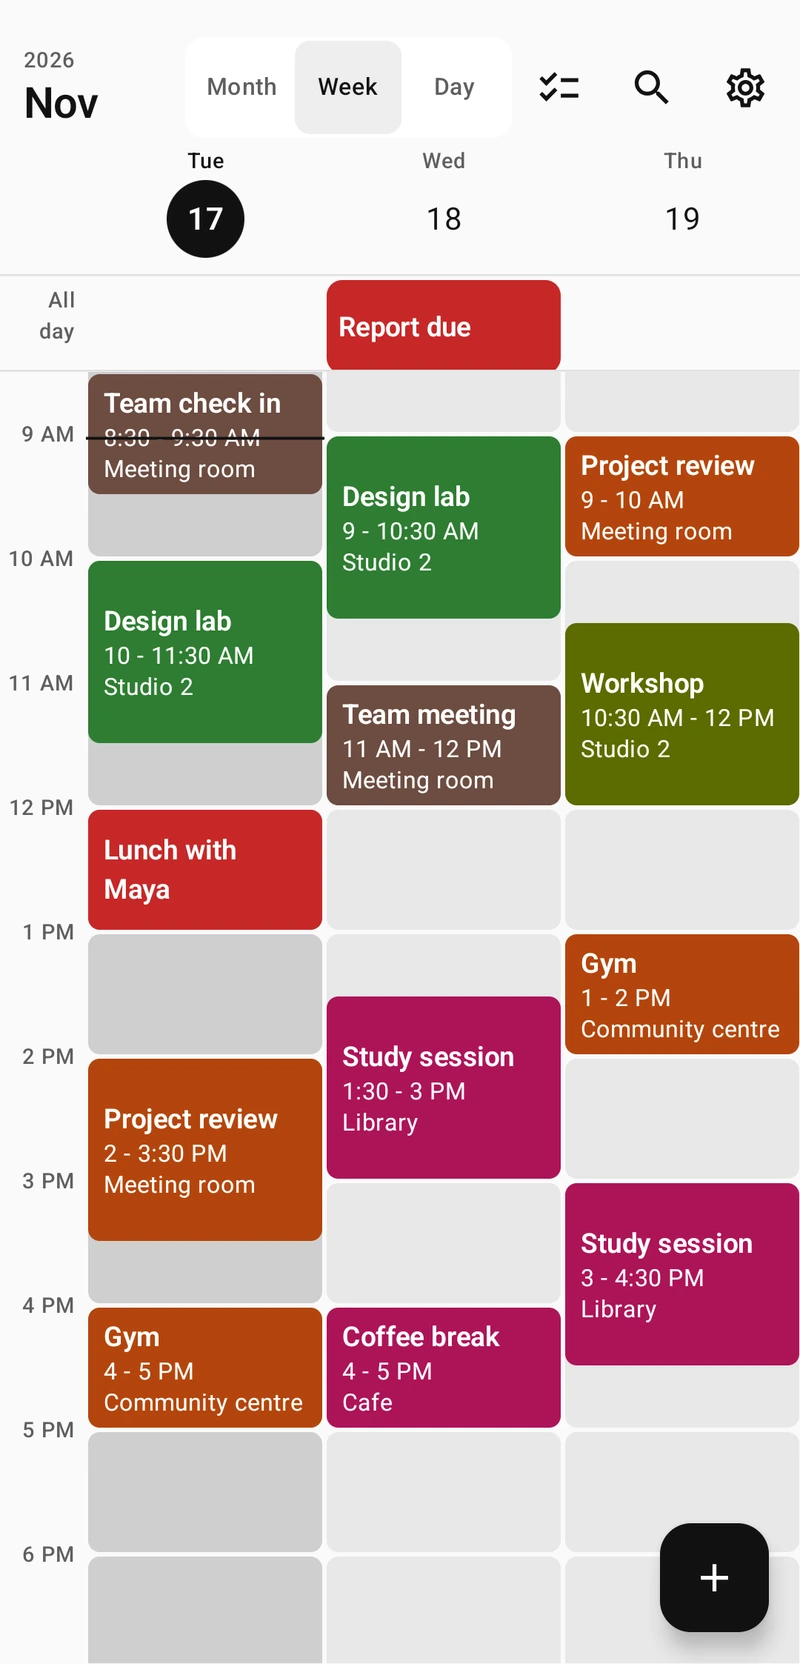 2026
Nov
Month Week Day
Tue Wed Thu
17 18 19
All
day
Report due
9 AM
10 AM
11 AM
12 PM
1 PM
2 PM
3 PM
4 PM
5 PM
6 PM
Team check in
8:30 - 9:30 AM
Meeting room
Design lab
10 - 11:30 AM
Studio 2
Lunch with
Maya
Project review
2 - 3:30 PM
Meeting room
Gym
4 - 5 PM
Community centre
Design lab
9 - 10:30 AM
Studio 2
Team meeting
11 AM - 12 PM
Meeting room
Study session
1:30 - 3 PM
Library
Coffee break
4 - 5 PM
Cafe
Project review
9 - 10 AM
Meeting room
Workshop
10:30 AM - 12 PM
Studio 2
Gym
1 - 2 PM
Community centre
Study session
3 - 4:30 PM
Library